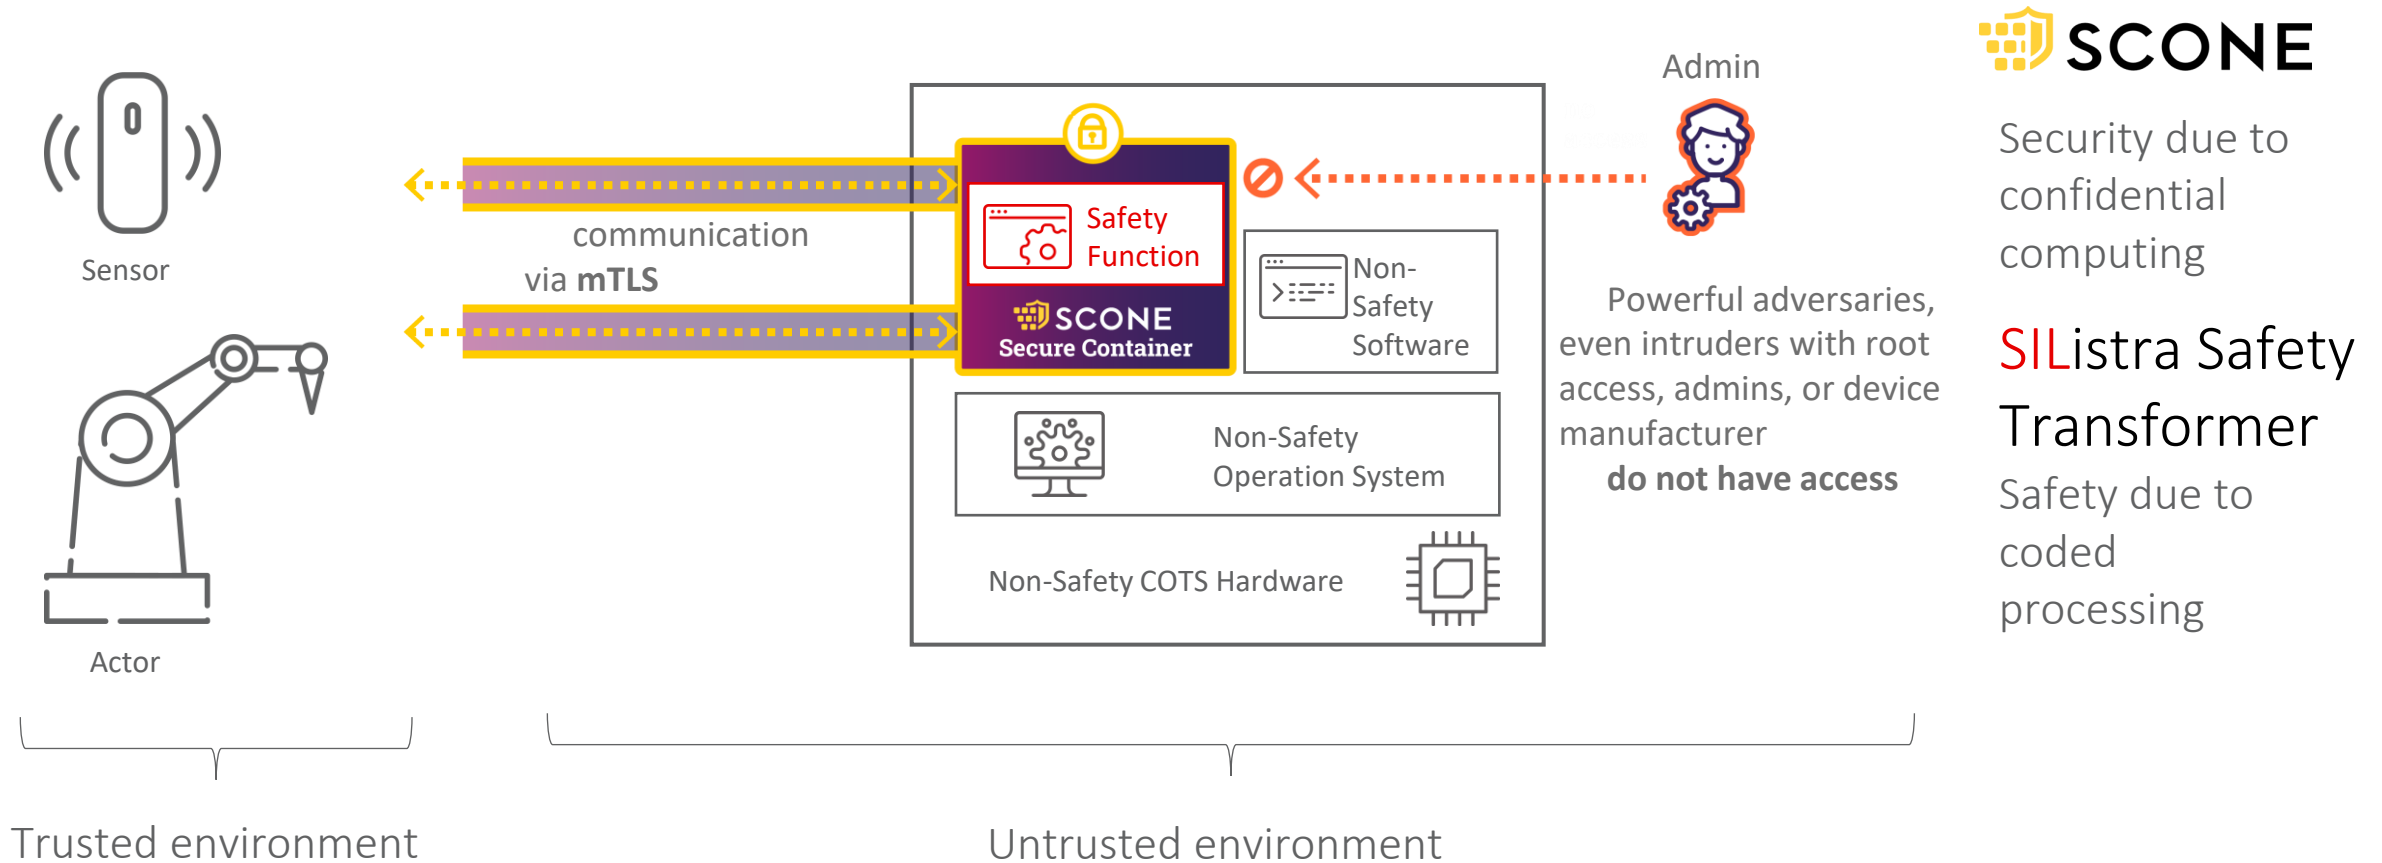 Sensor
Actor
communication
via mTLS
Safety
Function
SCONE
Secure Container
Non-
Safety
Software
Non-Safety
Operation System
Non-Safety COTS Hardware
Admin
Powerful adversaries,
even intruders with root
access, admins, or device
manufacturer
do not have access
SCONE
Security due to
confidential
computing
SIListra Safety
Transformer
Safety due to
coded
processing
Trusted environment
Untrusted environment